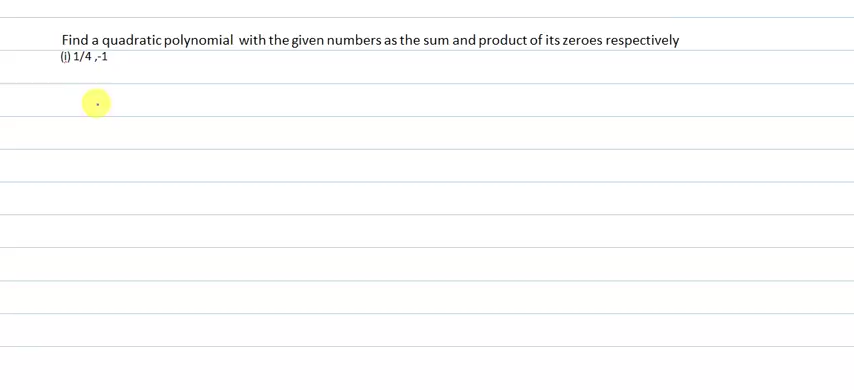 Find a quadratic polynomial with the given numbers as the sum and product of its zeroes respectively
(i) 1/4 ,-1